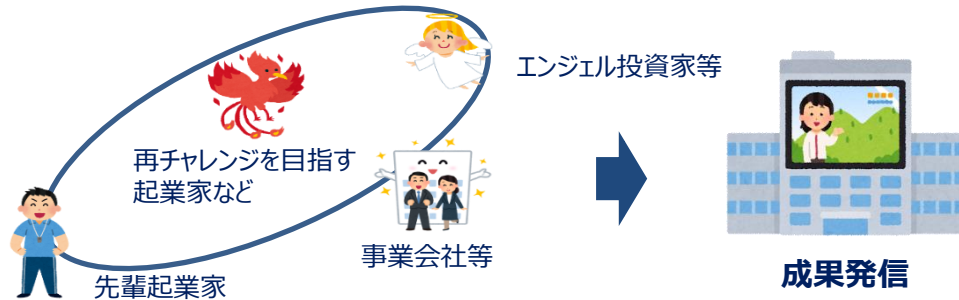 エンジェル投資家等
再チャレンジを目指す
起業家など
事業会社等
先輩起業家
成果発信